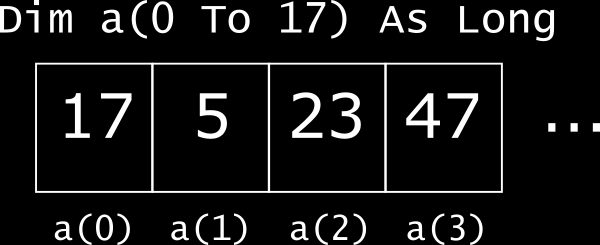 Dim a(0 To 17) As Long
17 5 23 47 ...
a(0) a(1) a(2) a(3)